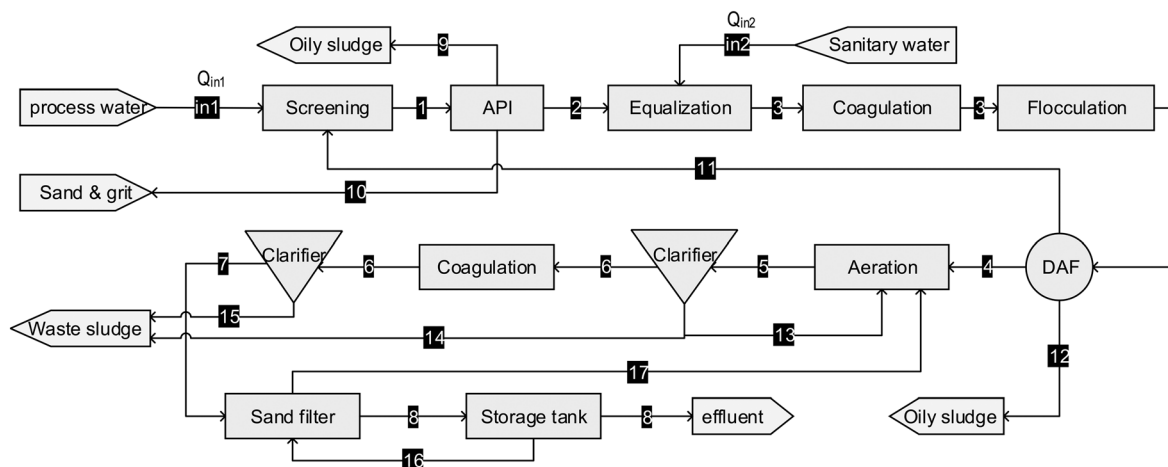 Qin2
Oily sludge
9
in2
Sanitary water
Qin1
process water
in1
Screening
1
API
2
Equalization
3
Coagulation
3
Flocculation
11
Sand & grit
10
7
Clarifier
6
Coagulation
6
Clarifier
5
Aeration
4
DAF
15
Waste sludge
14
13
12
17
Sand filter
8
Storage tank
8
effluent
Oily sludge
16